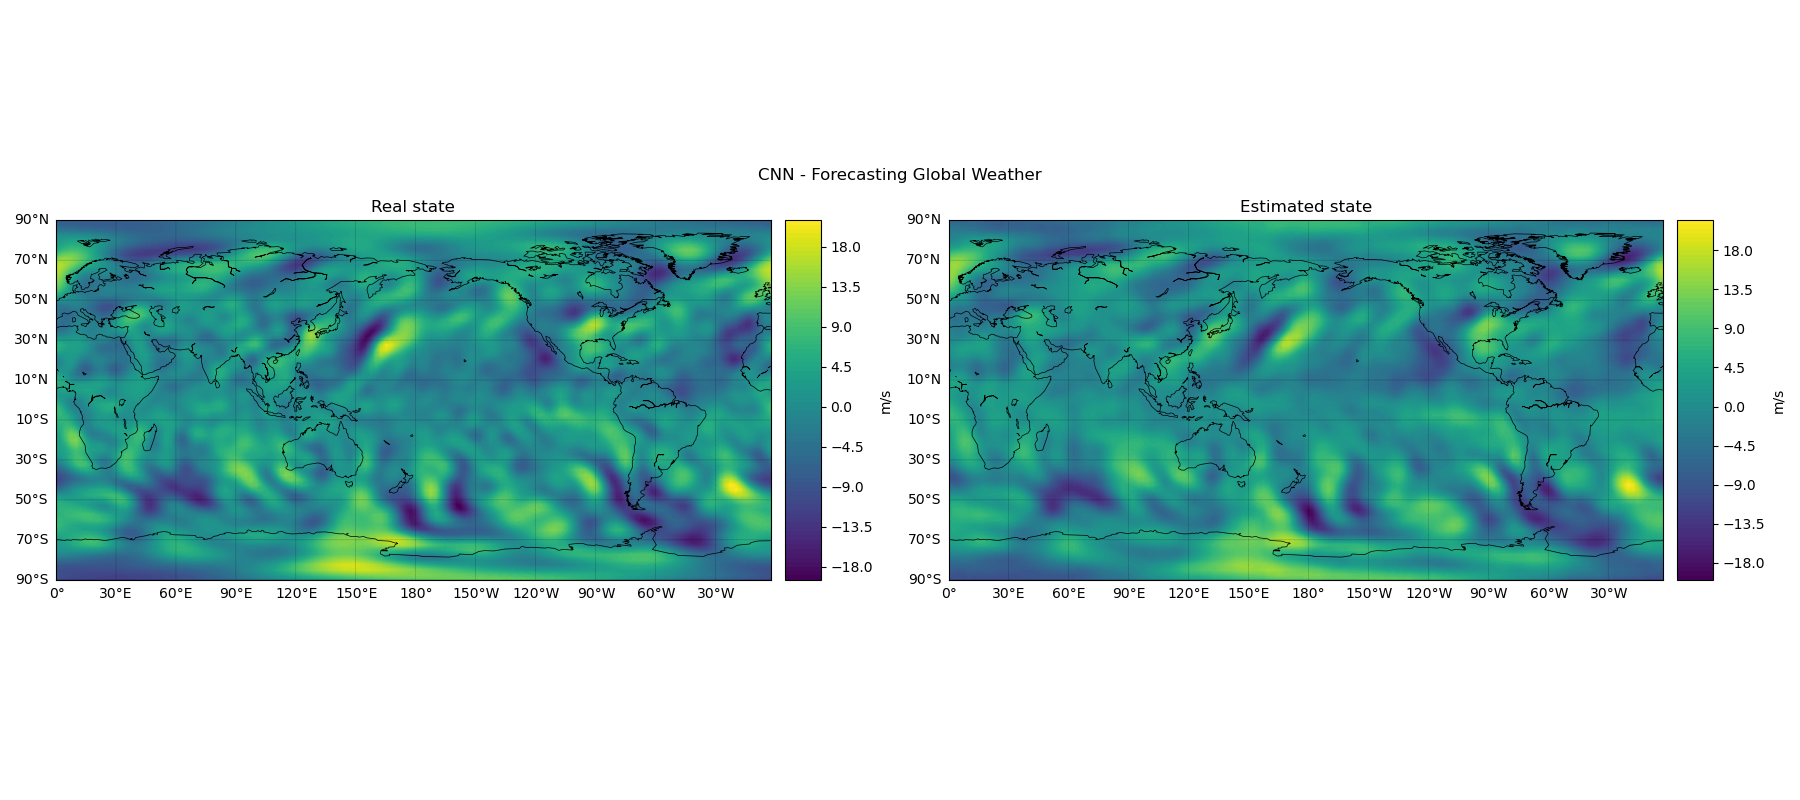 CNN - Forecasting Global Weather
Real state
90°N
70°N
50°N
30°N
10°N
10°S
30°S
50°S
70°S
90°S
0° 30°E 60°E 90°E 120°E 150°E 180° 150°W 120°W 90°W 60°W 30°W
18.0
13.5
9.0
4.5
0.0
−4.5
−9.0
−13.5
−18.0
m/s
Estimated state
90°N
70°N
50°N
30°N
10°N
10°S
30°S
50°S
70°S
90°S
0° 30°E 60°E 90°E 120°E 150°E 180° 150°W 120°W 90°W 60°W 30°W
18.0
13.5
9.0
4.5
0.0
−4.5
−9.0
−13.5
−18.0
m/s